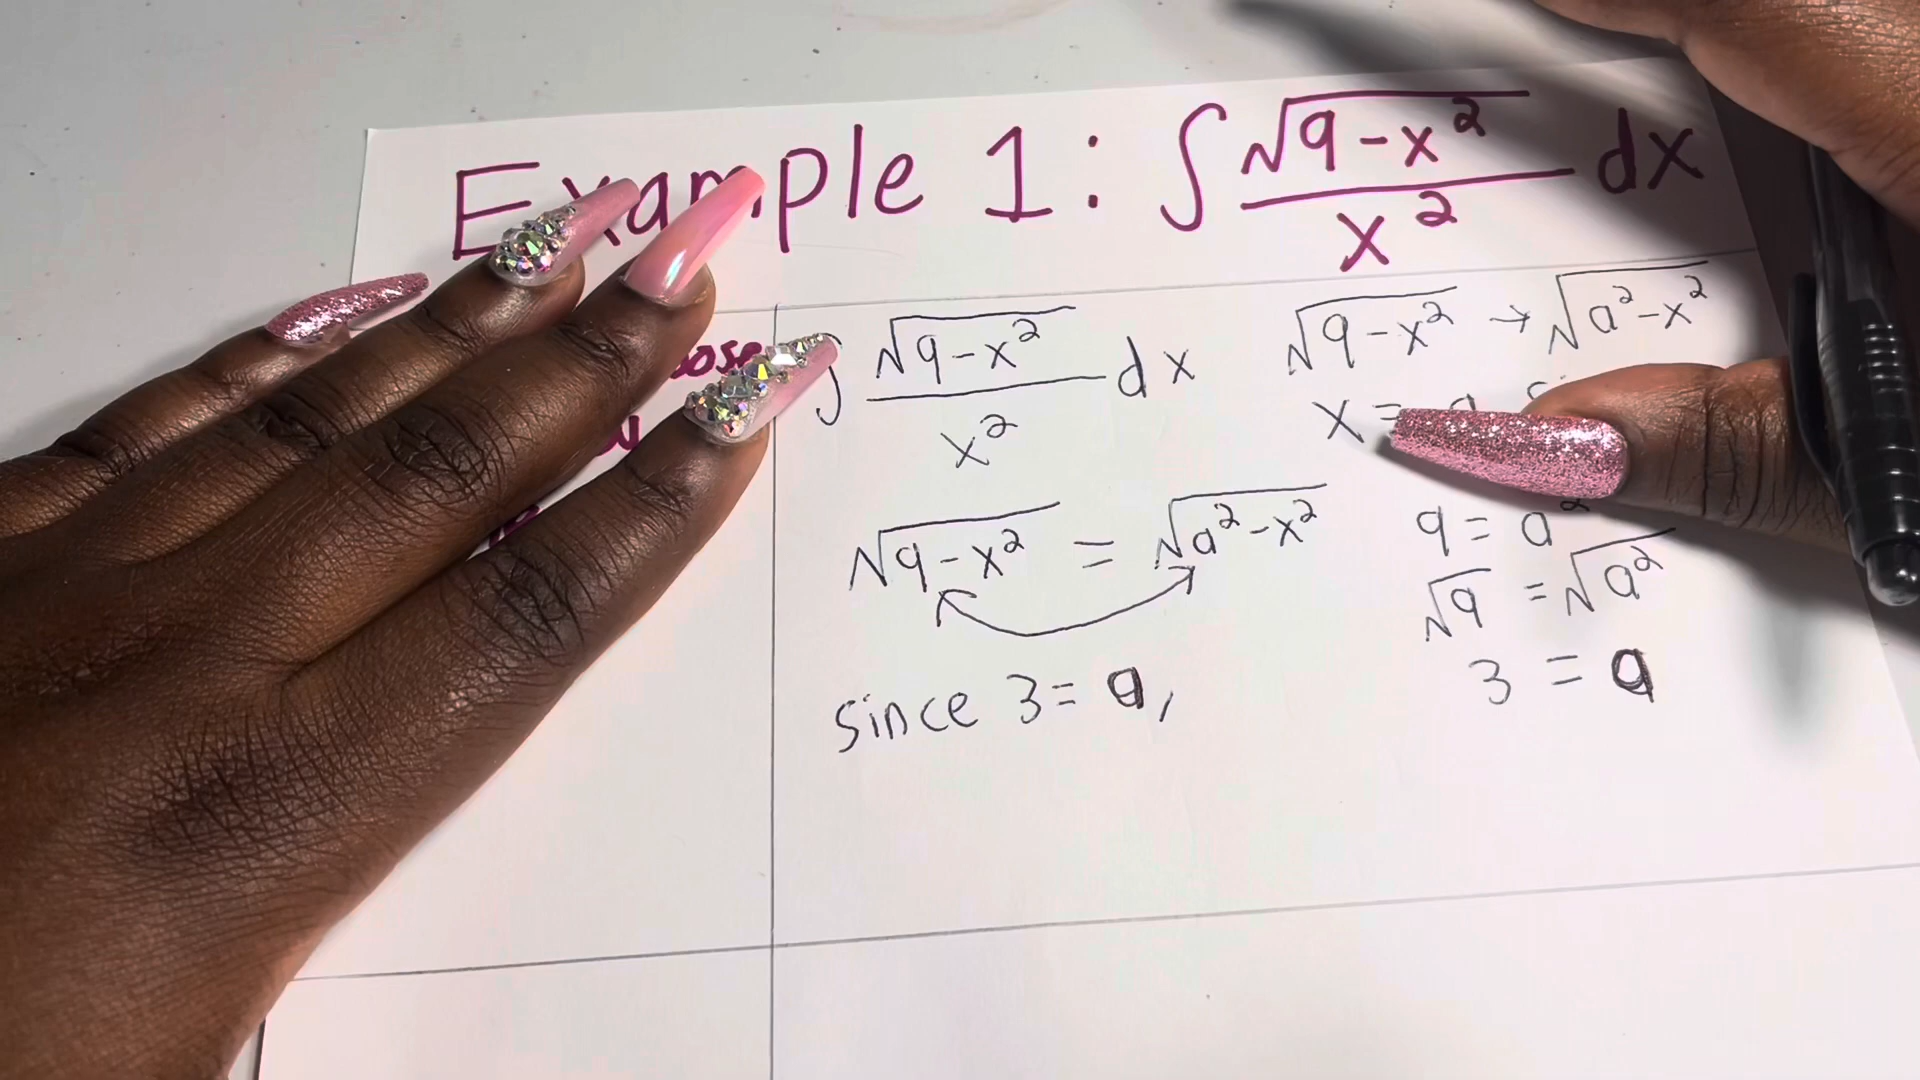 Example 1: ∫ √(9-x²) / x² dx
∫ √(9-x²) / x² dx
√(9-x²) = √(a²-x²)
since 3 = a,
√(9-x²) → √(a²-x²)
x =
9 = a²
√9 = √a²
3 = a